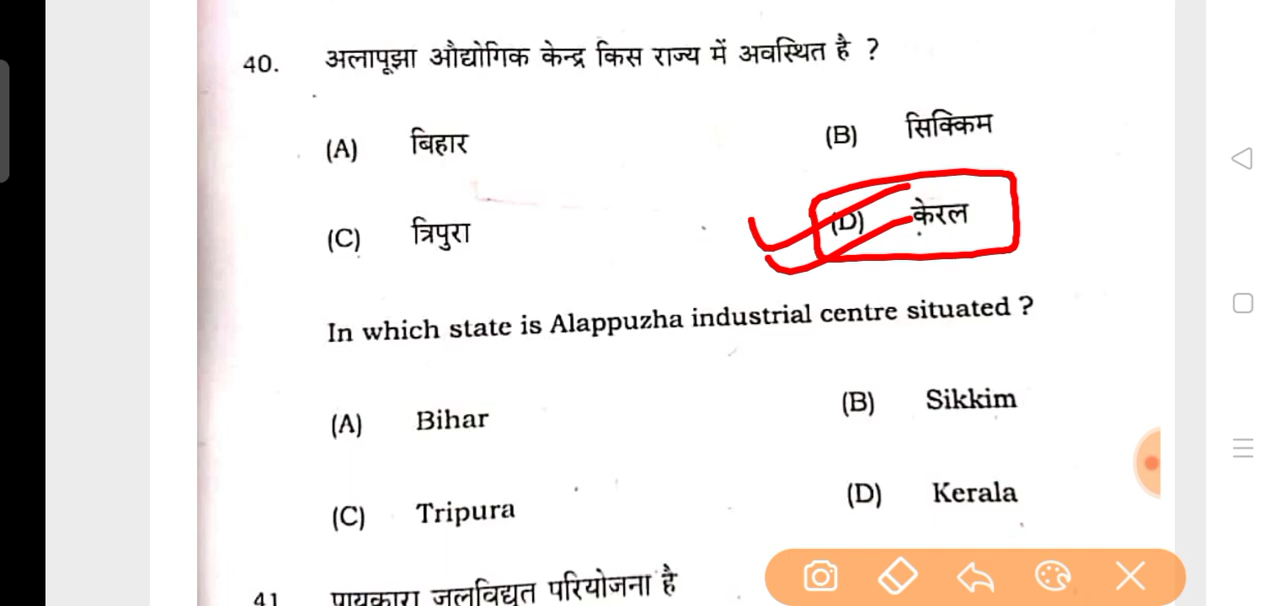 40. अलापूझा औद्योगिक केन्द्र किस राज्य में अवस्थित है ?
(A) बिहार (B) सिक्किम
(C) त्रिपुरा (D) केरल
In which state is Alappuzha industrial centre situated ?
(A) Bihar (B) Sikkim
(C) Tripura (D) Kerala
41 पायकारा जलविद्युत परियोजना है